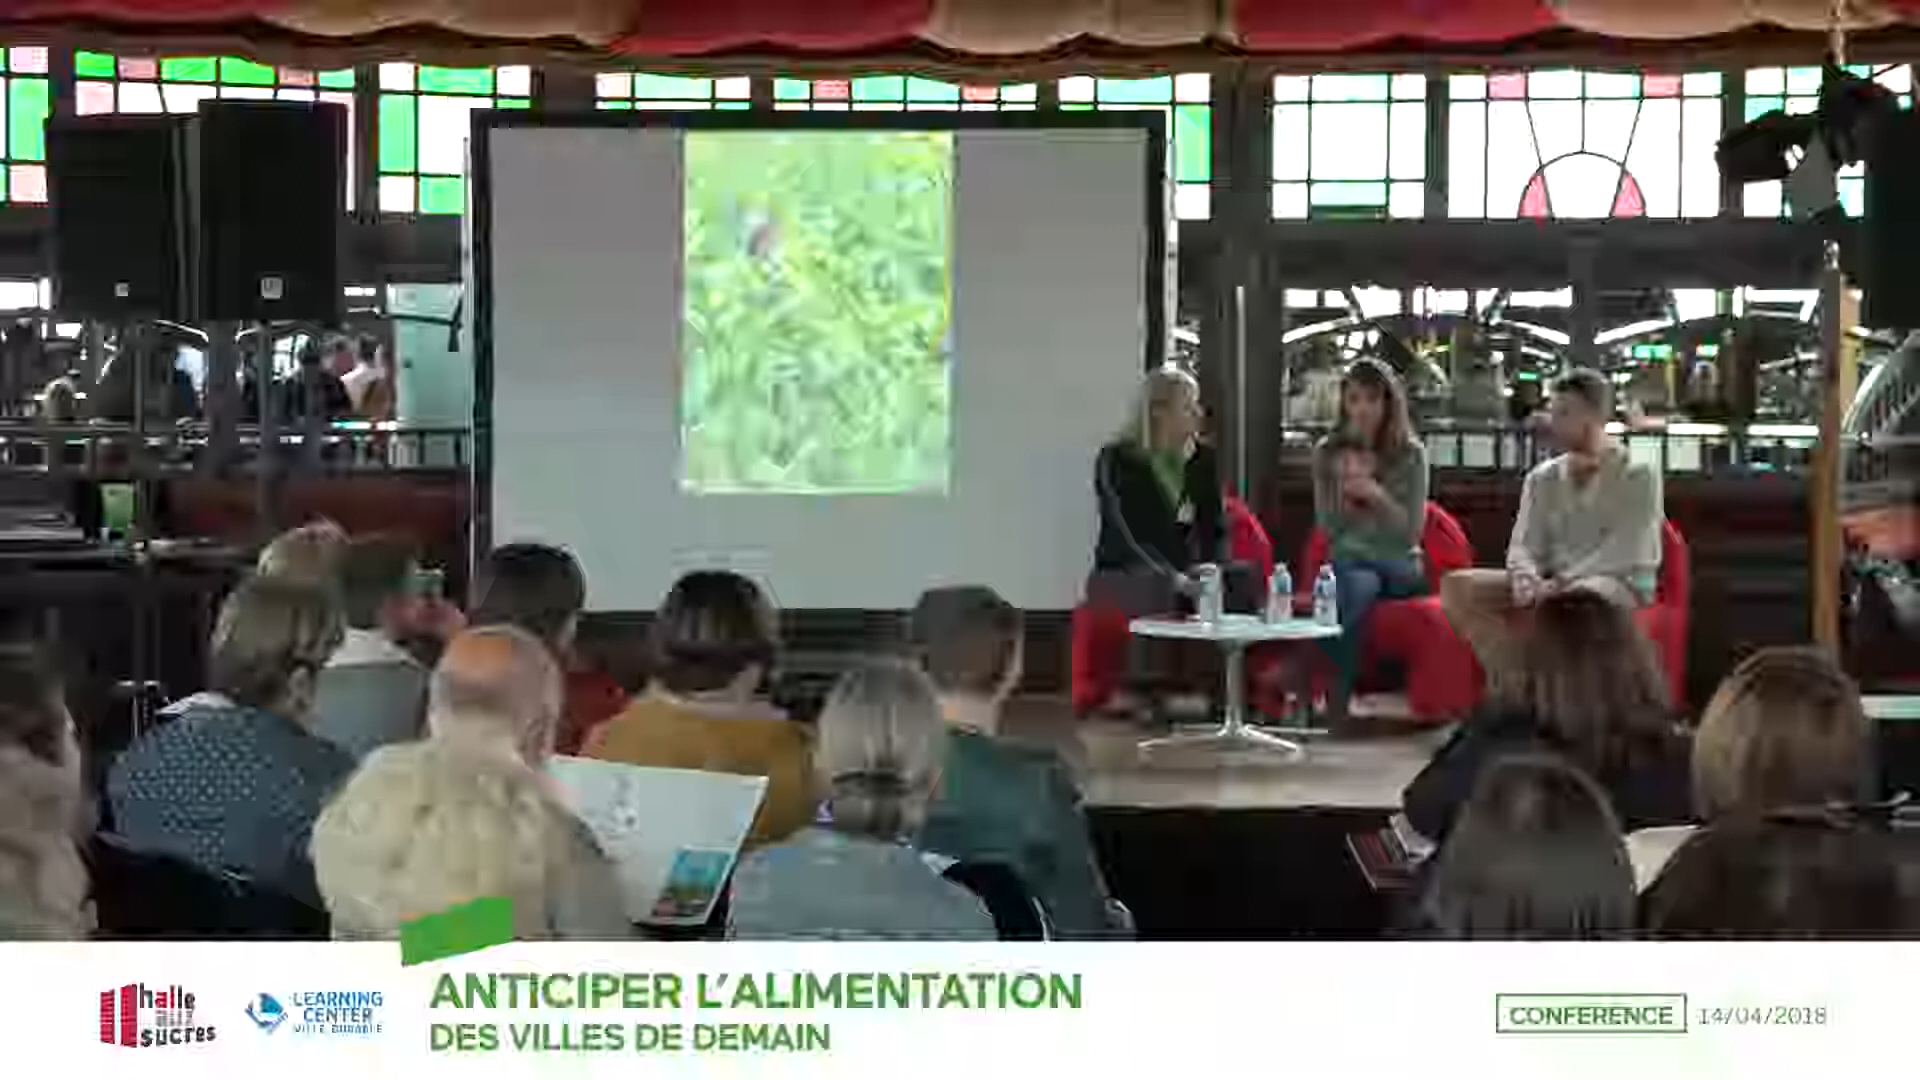 halle
aux
sucres
LEARNING
CENTER
VILLE DURABLE
ANTICIPER L'ALIMENTATION
DES VILLES DE DEMAIN
CONFERENCE
14/04/2018